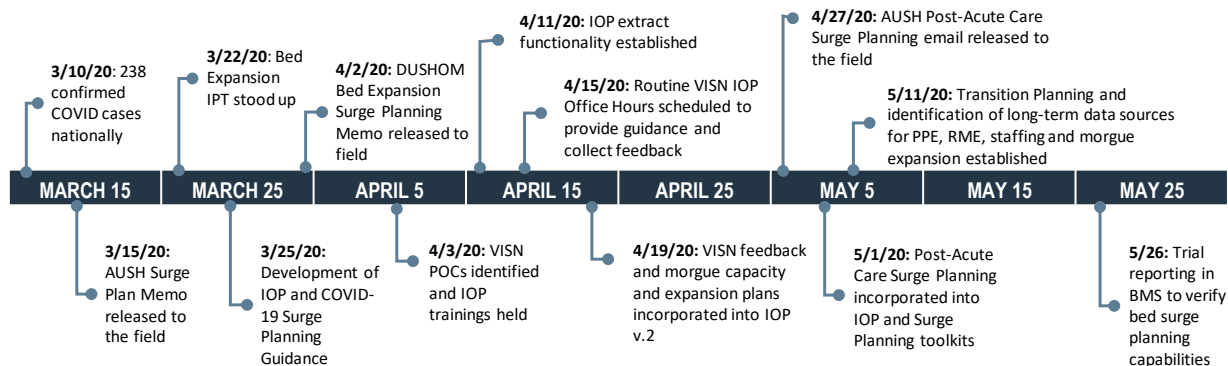 3/10/20: 238
confirmed
COVID cases
nationally
3/22/20: Bed
Expansion
IPT stood up
4/2/20: DUSHOM
Bed Expansion
Surge Planning
Memo released to
field
4/11/20: IOP extract
functionality established
4/15/20: Routine VISN IOP
Office Hours scheduled to
provide guidance and
collect feedback
4/27/20: AUSH Post-Acute Care
Surge Planning email released to
the field
5/11/20: Transition Planning and
identification of long-term data sources
for PPE, RME, staffing and morgue
expansion established
MARCH 15
MARCH 25
APRIL 5
APRIL 15
APRIL 25
MAY 5
MAY 15
MAY 25
3/15/20:
AUSH Surge
Plan Memo
released to
the field
3/25/20:
Development of
IOP and COVID-
19 Surge
Planning
Guidance
4/3/20: VISN
POCs identified
and IOP
trainings held
4/19/20: VISN feedback
and morgue capacity
and expansion plans
incorporated into IOP
v.2
5/1/20: Post-Acute
Care Surge Planning
incorporated into
IOP and Surge
Planning toolkits
5/26: Trial
reporting in
BMS to verify
bed surge
planning
capabilities